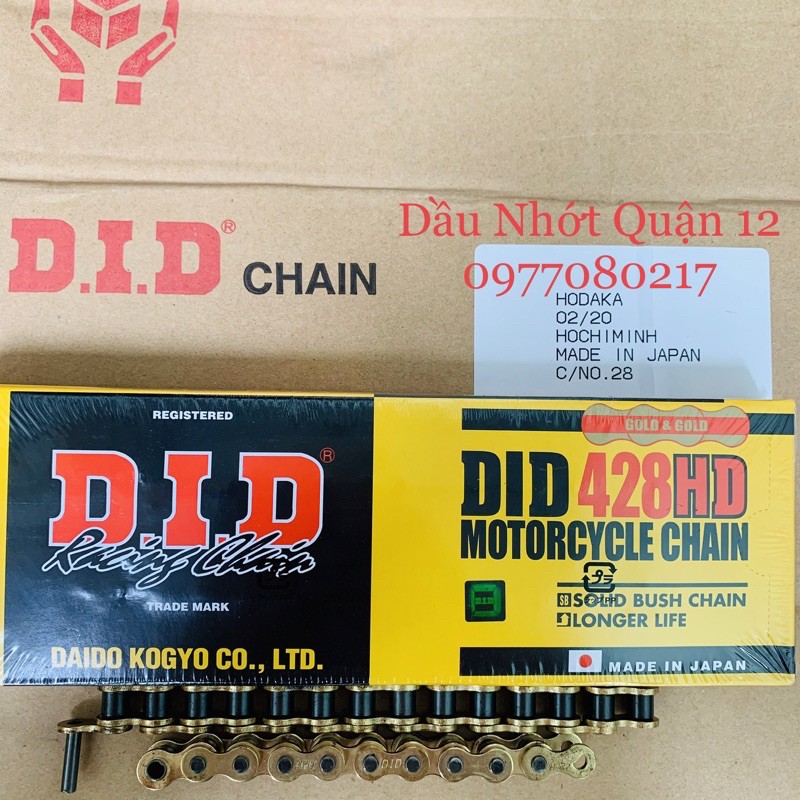 D.I.D® CHAIN
Dầu Nhớt Quận 12
0977080217
HODAKA
02/20
HOCHIMINH
MADE IN JAPAN
C/NO.28
REGISTERED
D.I.D®
Racing Chain
TRADE MARK
DAIDO KOGYO CO., LTD.
GOLD & GOLD
DID 428HD
MOTORCYCLE CHAIN
D.I.D
プラ
SB SOLID BUSH CHAIN
LONGER LIFE
MADE IN JAPAN
D.I.D